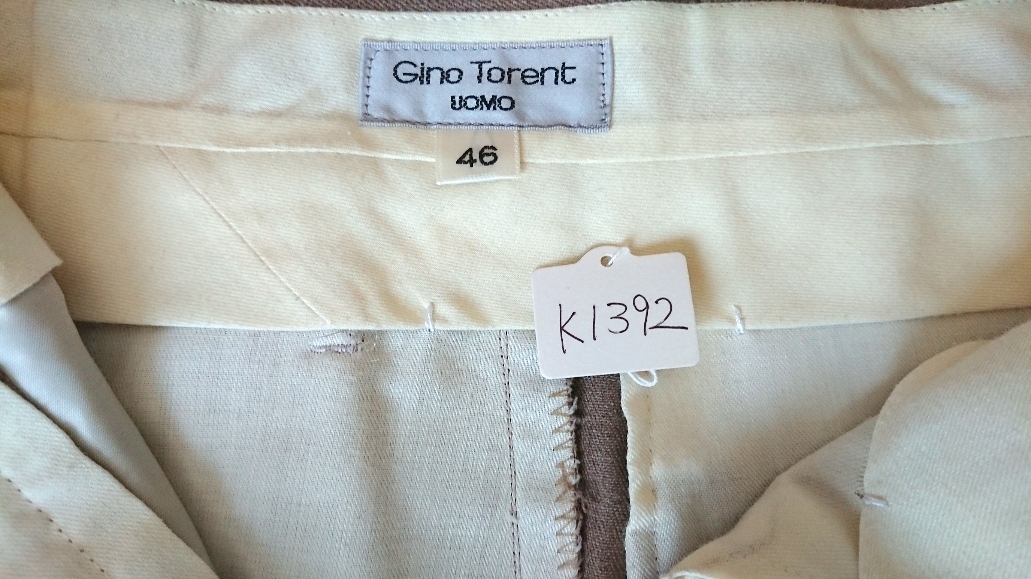 Gino Torent
UOMO
46
K1392